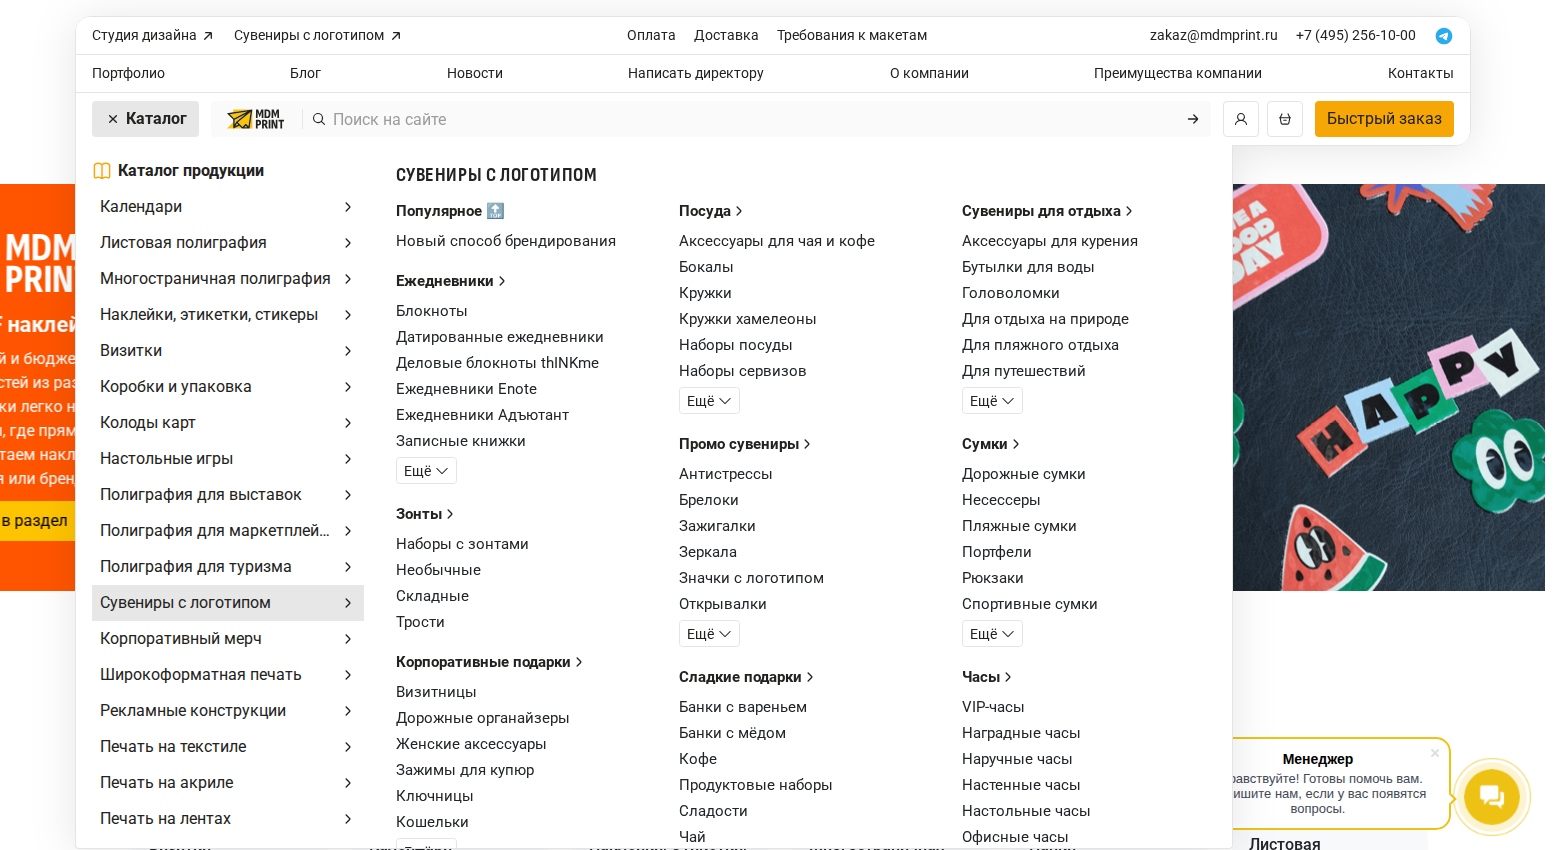 Студия дизайна
Сувениры с логотипом
Оплата
Доставка
Требования к макетам
zakaz@mdmprint.ru
+7 (495) 256-10-00
Портфолио
Блог
Новости
Написать директору
О компании
Преимущества компании
Контакты
Каталог
MDM
PRINT
Поиск на сайте
Быстрый заказ
Каталог продукции
Календари
Листовая полиграфия
Многостраничная полиграфия
Наклейки, этикетки, стикеры
Визитки
Коробки и упаковка
Колоды карт
Настольные игры
Полиграфия для выставок
Полиграфия для маркетплей...
Полиграфия для туризма
Сувениры с логотипом
Корпоративный мерч
Широкоформатная печать
Рекламные конструкции
Печать на текстиле
Печать на акриле
Печать на лентах
СУВЕНИРЫ С ЛОГОТИПОМ
Популярное 🔝
Новый способ брендирования
Ежедневники
Блокноты
Датированные ежедневники
Деловые блокноты thINKme
Ежедневники Enote
Ежедневники Адъютант
Записные книжки
Ещё
Зонты
Наборы с зонтами
Необычные
Складные
Трости
Корпоративные подарки
Визитницы
Дорожные органайзеры
Женские аксессуары
Зажимы для купюр
Ключницы
Кошельки
Посуда
Аксессуары для чая и кофе
Бокалы
Кружки
Кружки хамелеоны
Наборы посуды
Наборы сервизов
Ещё
Промо сувениры
Антистрессы
Брелоки
Зажигалки
Зеркала
Значки с логотипом
Открывалки
Ещё
Сладкие подарки
Банки с вареньем
Банки с мёдом
Кофе
Продуктовые наборы
Сладости
Чай
Сувениры для отдыха
Аксессуары для курения
Бутылки для воды
Головоломки
Для отдыха на природе
Для пляжного отдыха
Для путешествий
Ещё
Сумки
Дорожные сумки
Несессеры
Пляжные сумки
Портфели
Рюкзаки
Спортивные сумки
Ещё
Часы
VIP-часы
Наградные часы
Наручные часы
Настенные часы
Настольные часы
Офисные часы
MDM
PRIN
наклей
й и бюдже
стей из раз
ки легко н
, где прям
таем накл
я или брен
в раздел
HAPPY
Менеджер
равствуйте! Готовы помочь вам.
ишите нам, если у вас появятся
вопросы.
Листовая